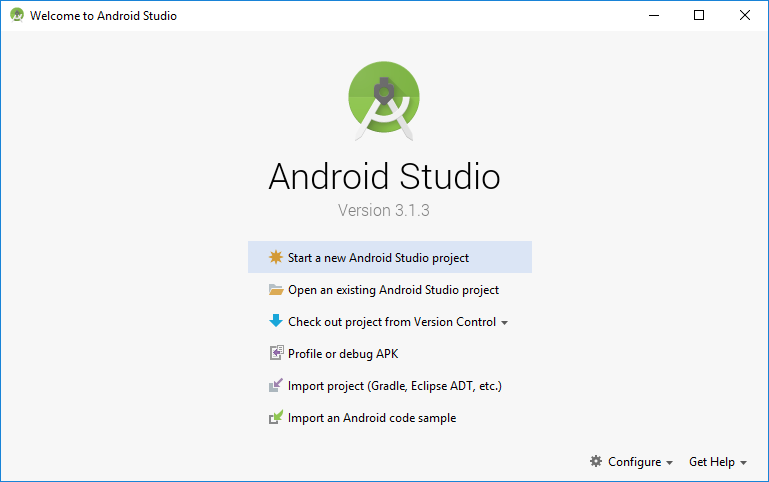 Welcome to Android Studio
Android Studio
Version 3.1.3
Start a new Android Studio project
Open an existing Android Studio project
Check out project from Version Control
Profile or debug APK
Import project (Gradle, Eclipse ADT, etc.)
Import an Android code sample
Configure Get Help